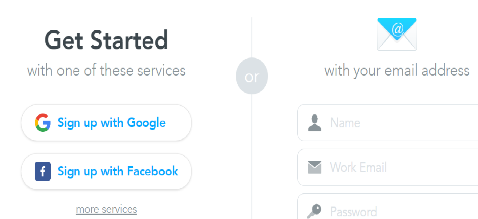 Get Started
with one of these services
Sign up with Google
Sign up with Facebook
more services
or
@
with your email address
Name
Work Email
Password